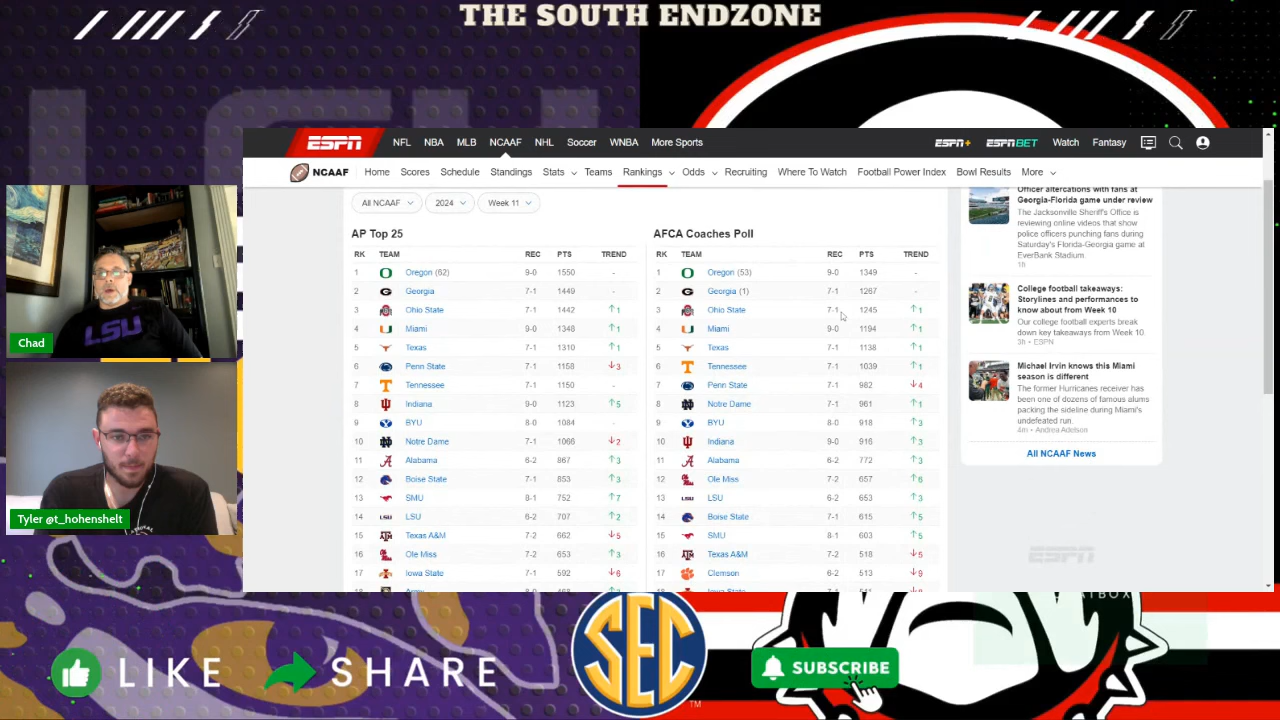 THE SOUTH ENDZONE
ESPN NFL NBA MLB NCAAF NHL Soccer WNBA More Sports ESPN+ ESPN BET Watch Fantasy
NCAAF Home Scores Schedule Standings Stats Teams Rankings Odds Recruiting Where To Watch Football Power Index Bowl Results More
All NCAAF 2024 Week 11
AP Top 25
RK TEAM REC PTS TREND
1 Oregon (62) 9-0 1550 -
2 Georgia 7-1 1449 -
3 Ohio State 7-1 1442 ↑1
4 Miami 9-0 1348 ↑1
5 Texas 7-1 1310 ↑1
6 Penn State 7-1 1158 ↓3
7 Tennessee 7-1 1150 -
8 Indiana 9-0 1123 ↑5
9 BYU 8-0 1084 -
10 Notre Dame 7-1 1066 ↓2
11 Alabama 6-2 867 ↑3
12 Boise State 7-1 853 ↑3
13 SMU 8-1 752 ↑7
14 LSU 6-2 707 ↑2
15 Texas A&M 7-2 662 ↓5
16 Ole Miss 7-2 653 ↑3
17 Iowa State 7-1 592 ↓6
AFCA Coaches Poll
RK TEAM REC PTS TREND
1 Oregon (53) 9-0 1349 -
2 Georgia (1) 7-1 1267 -
3 Ohio State 7-1 1245 ↑1
4 Miami 9-0 1194 ↑1
5 Texas 7-1 1138 ↑1
6 Tennessee 7-1 1039 ↑1
7 Penn State 7-1 982 ↓4
8 Notre Dame 7-1 961 ↑1
9 BYU 8-0 918 ↑3
10 Indiana 9-0 916 ↑3
11 Alabama 6-2 772 ↑3
12 Ole Miss 7-2 657 ↑6
13 LSU 6-2 653 ↑3
14 Boise State 7-1 615 ↑5
15 SMU 8-1 603 ↑5
16 Texas A&M 7-2 518 ↓5
17 Clemson 6-2 513 ↓9
Officer altercations with fans at
Georgia-Florida game under review
The Jacksonville Sheriff's Office is
reviewing online videos that show
police officers punching fans during
Saturday's Florida-Georgia game at
EverBank Stadium.
1h
College football takeaways:
Storylines and performances to
know about from Week 10
Our college football experts break
down key takeaways from Week 10.
3h • ESPN
Michael Irvin knows this Miami
season is different
The former Hurricanes receiver has
been one of dozens of famous alums
packing the sideline during Miami's
undefeated run.
4m • Andrea Adelson
All NCAAF News
ESPN
LSU
Chad
Tyler @t_hohenshelt
LIKE
SHARE
SEC
TM
SUBSCRIBE